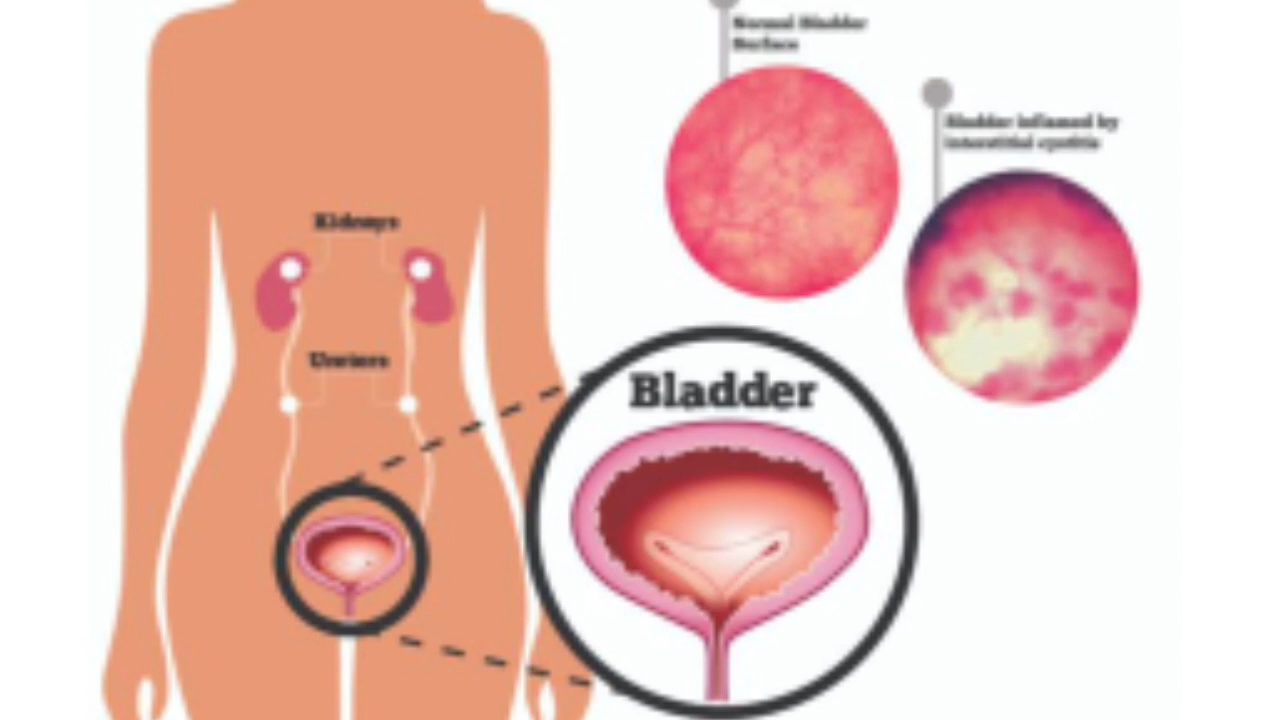 Normal Bladder
Surface
Bladder inflamed by
interstitial cystitis
Kidneys
Ureters
Bladder